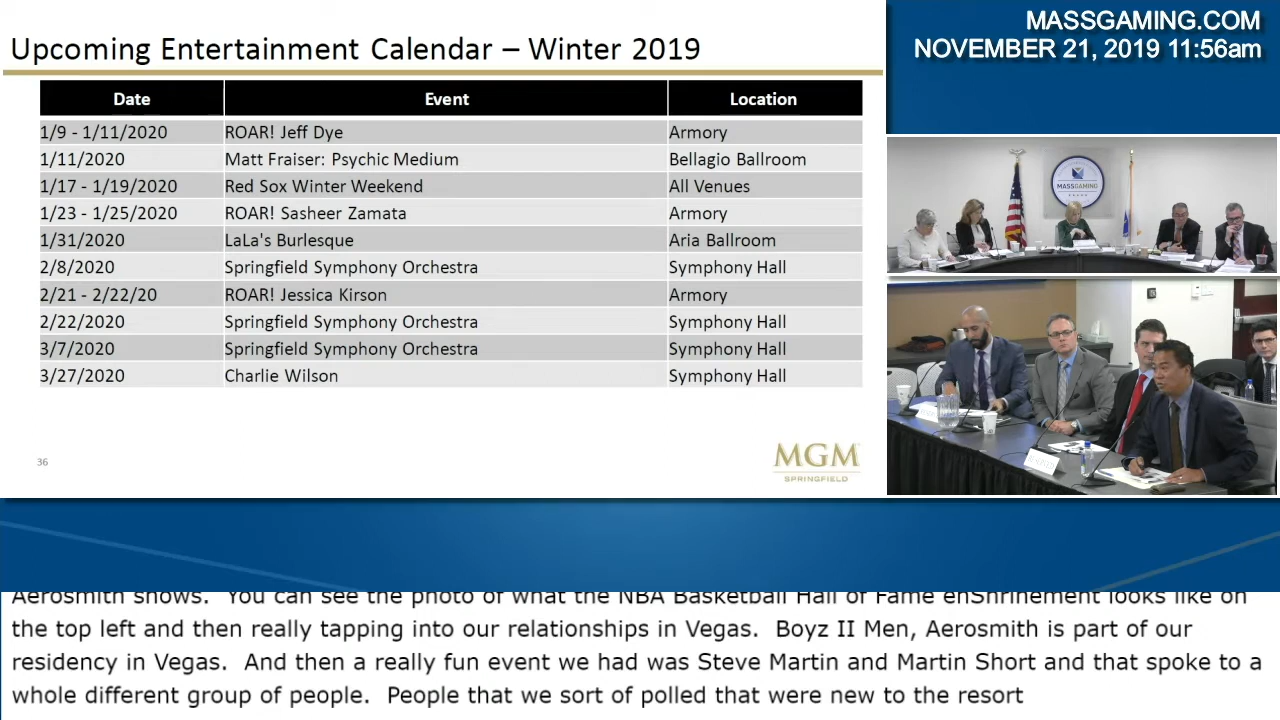 Upcoming Entertainment Calendar – Winter 2019
MASSGAMING.COM
NOVEMBER 21, 2019 11:56am
Date Event Location
1/9 - 1/11/2020 ROAR! Jeff Dye Armory
1/11/2020 Matt Fraiser: Psychic Medium Bellagio Ballroom
1/17 - 1/19/2020 Red Sox Winter Weekend All Venues
1/23 - 1/25/2020 ROAR! Sasheer Zamata Armory
1/31/2020 LaLa's Burlesque Aria Ballroom
2/8/2020 Springfield Symphony Orchestra Symphony Hall
2/21 - 2/22/20 ROAR! Jessica Kirson Armory
2/22/2020 Springfield Symphony Orchestra Symphony Hall
3/7/2020 Springfield Symphony Orchestra Symphony Hall
3/27/2020 Charlie Wilson Symphony Hall
36
MGM
SPRINGFIELD
MASSGAMING
Aerosmith shows. You can see the photo of what the NBA Basketball Hall of Fame enShrinement looks like on
the top left and then really tapping into our relationships in Vegas. Boyz II Men, Aerosmith is part of our
residency in Vegas. And then a really fun event we had was Steve Martin and Martin Short and that spoke to a
whole different group of people. People that we sort of polled that were new to the resort